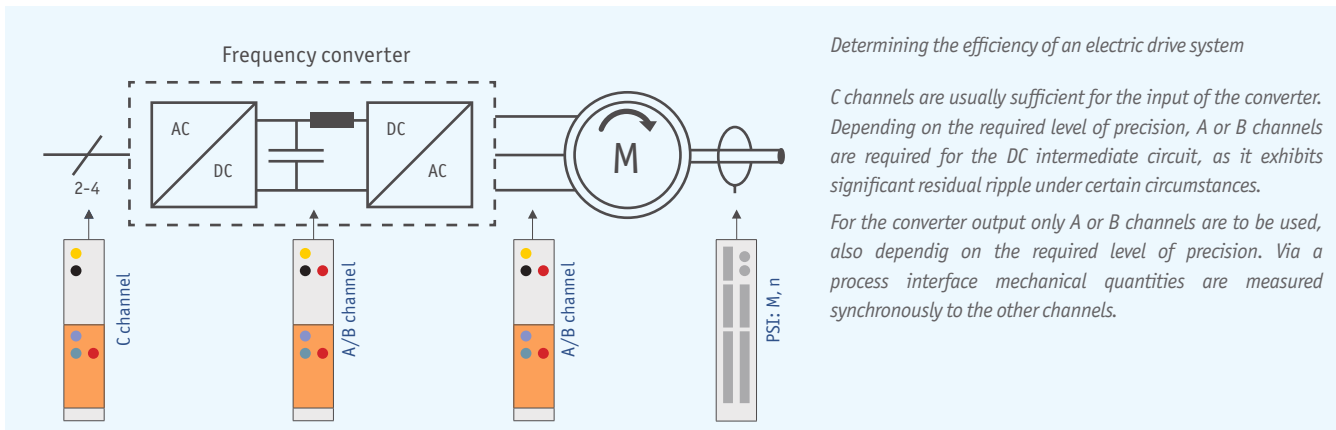 Frequency converter
AC
DC
DC
AC
M
2-4
C channel
A/B channel
A/B channel
PSI: M, n
Determining the efficiency of an electric drive system
C channels are usually sufficient for the input of the converter.
Depending on the required level of precision, A or B channels
are required for the DC intermediate circuit, as it exhibits
significant residual ripple under certain circumstances.
For the converter output only A or B channels are to be used,
also dependig on the required level of precision. Via a
process interface mechanical quantities are measured
synchronously to the other channels.